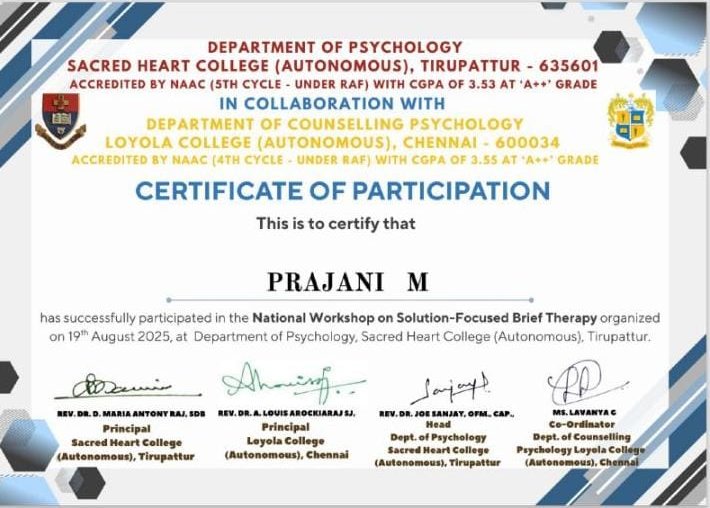 DEPARTMENT OF PSYCHOLOGY
SACRED HEART COLLEGE (AUTONOMOUS), TIRUPATTUR - 635601
ACCREDITED BY NAAC (5TH CYCLE - UNDER RAF) WITH CGPA OF 3.53 AT ‘A++’ GRADE
IN COLLABORATION WITH
DEPARTMENT OF COUNSELLING PSYCHOLOGY
LOYOLA COLLEGE (AUTONOMOUS), CHENNAI - 600034
ACCREDITED BY NAAC (4TH CYCLE - UNDER RAF) WITH CGPA OF 3.55 AT ‘A++’ GRADE
CERTIFICATE OF PARTICIPATION
This is to certify that
PRAJANI M
has successfully participated in the National Workshop on Solution-Focused Brief Therapy organized
on 19th August 2025, at Department of Psychology, Sacred Heart College (Autonomous), Tirupattur.
REV. DR. D. MARIA ANTONY RAJ, SDB
Principal
Sacred Heart College
(Autonomous), Tirupattur
REV. DR. A. LOUIS AROCKIARAJ SJ.
Principal
Loyola College
(Autonomous), Chennai
REV. DR. JOE SANJAY, OFM., CAP.,
Head
Dept. of Psychology
Sacred Heart College
(Autonomous), Tirupattur
MS. LAVANYA G
Co-Ordinator
Dept. of Counselling
Psychology Loyola College
(Autonomous), Chennai